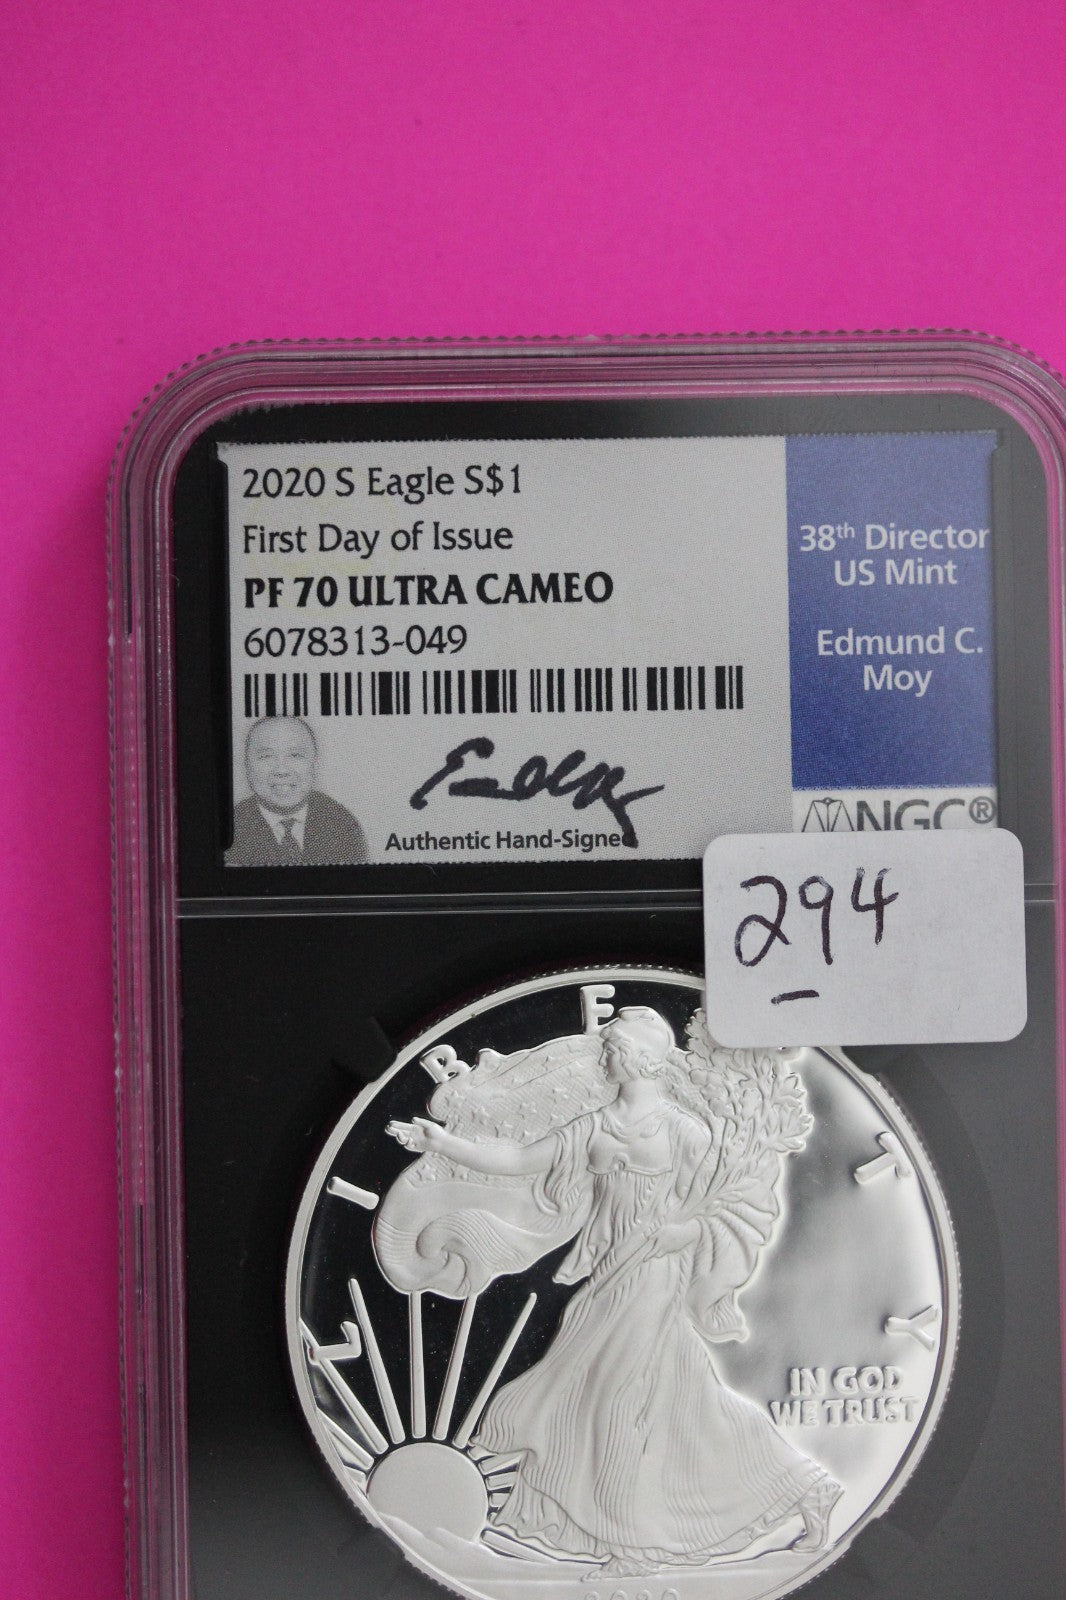 2020 S Eagle S$1
First Day of Issue
PF 70 ULTRA CAMEO
6078313-049
Authentic Hand-Signed
38th Director
US Mint
Edmund C.
Moy
NGC®
294
LIBERTY
IN GOD
WE TRUST
2020